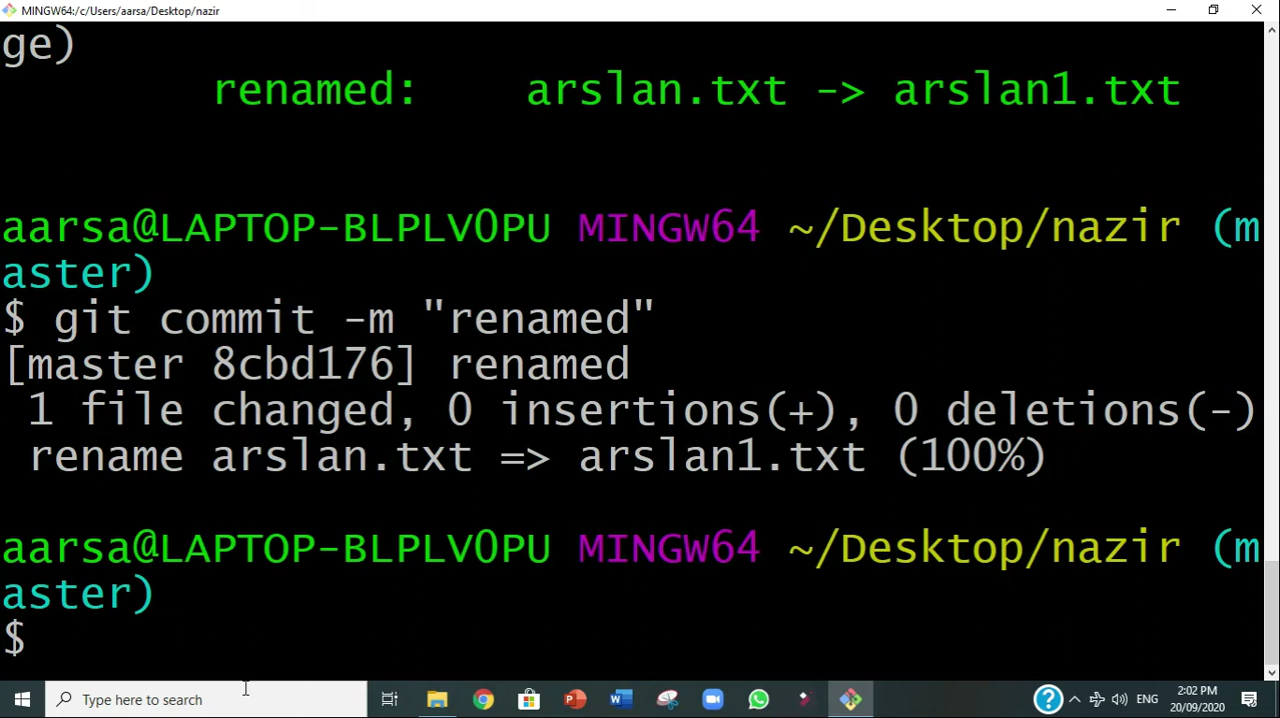 MINGW64:/c/Users/aarsa/Desktop/nazir
ge)
renamed: arslan.txt -> arslan1.txt
aarsa@LAPTOP-BLPLV0PU MINGW64 ~/Desktop/nazir (m
aster)
$ git commit -m "renamed"
[master 8cbd176] renamed
1 file changed, 0 insertions(+), 0 deletions(-)
rename arslan.txt => arslan1.txt (100%)
aarsa@LAPTOP-BLPLV0PU MINGW64 ~/Desktop/nazir (m
aster)
$
Type here to search
ENG
2:02 PM
20/09/2020